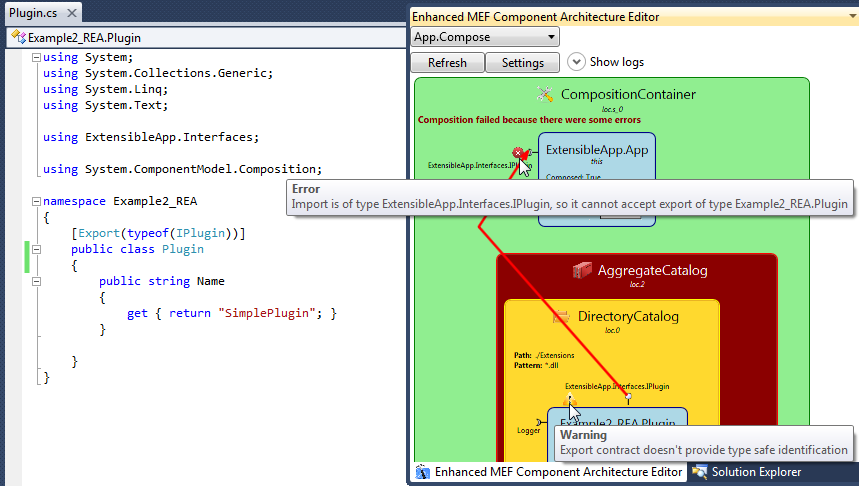 Plugin.cs
Example2_REA.Plugin
using System;
using System.Collections.Generic;
using System.Linq;
using System.Text;
using ExtensibleApp.Interfaces;
using System.ComponentModel.Composition;
namespace Example2_REA
{
[Export(typeof(IPlugin))]
public class Plugin
{
public string Name
{
get { return "SimplePlugin"; }
}
}
}
Enhanced MEF Component Architecture Editor
App.Compose
Refresh
Settings
Show logs
CompositionContainer
loc.s_0
Composition failed because there were some errors
ExtensibleApp.App
this
ExtensibleApp.Interfaces.
Composed: True
Error
Import is of type ExtensibleApp.Interfaces.IPlugin, so it cannot accept export of type Example2_REA.Plugin
AggregateCatalog
loc.2
DirectoryCatalog
loc.0
Path: ./Extensions
Pattern: *.dll
ExtensibleApp.Interfaces.IPlugin
Example2_REA.Plugin
Logger
Warning
Export contract doesn't provide type safe identification
Enhanced MEF Component Architecture Editor
Solution Explorer